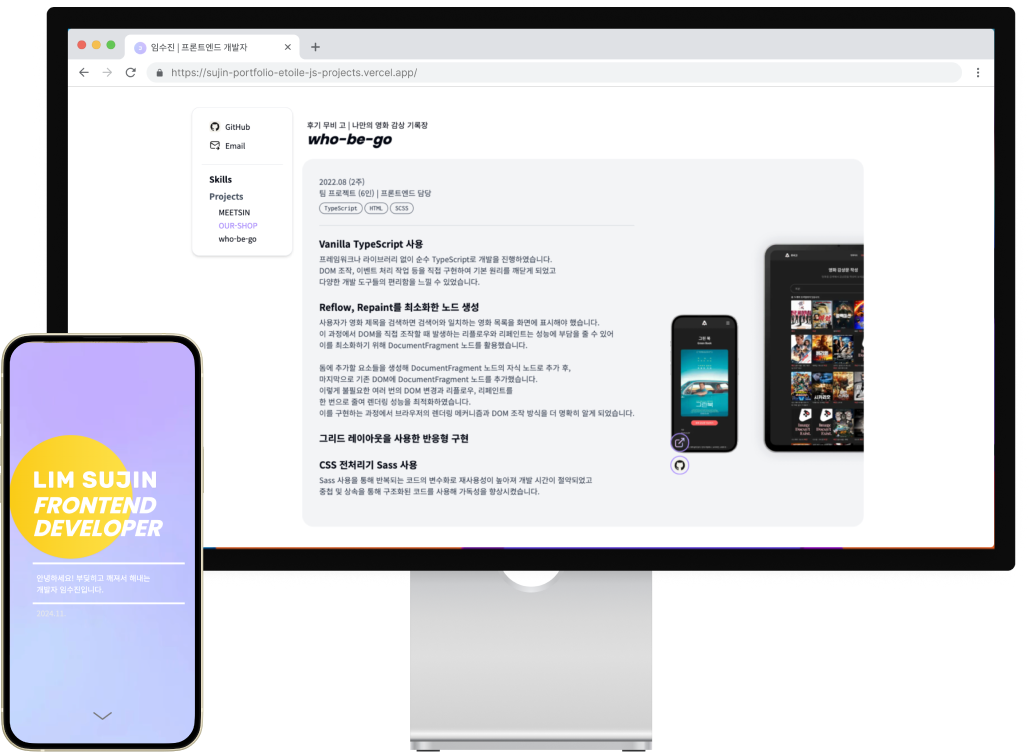 임수진 | 프론트엔드 개발자
https://sujin-portfolio-etoile-js-projects.vercel.app/
GitHub
Email
Skills
Projects
MEETSIN
OUR-SHOP
who-be-go
후기 무비 고 | 나만의 영화 감상 기록장
who-be-go
2022.08 (2주)
팀 프로젝트 (6인) | 프론트엔드 담당
TypeScript HTML SCSS
Vanilla TypeScript 사용
프레임워크나 라이브러리 없이 순수 TypeScript로 개발을 진행하였습니다.
DOM 조작, 이벤트 처리 작업 등을 직접 구현하며 기본 원리를 깨닫게 되었고
다양한 개발 도구들의 편리함을 느낄 수 있었습니다.
Reflow, Repaint를 최소화한 노드 생성
사용자가 영화 제목을 검색하면 검색어와 일치하는 영화 목록을 화면에 표시해야 했습니다.
이 과정에서 DOM을 직접 조작할 때 발생하는 리플로우와 리페인트는 성능에 부담을 줄 수 있어
이를 최소화하기 위해 DocumentFragment 노드를 활용했습니다.
돔에 추가할 요소들을 생성해 DocumentFragment 노드의 자식 노드로 추가 후,
마지막으로 기존 DOM에 DocumentFragment 노드를 추가했습니다.
이렇게 불필요한 여러 번의 DOM 변경과 리플로우, 리페인트를
한 번으로 줄여 렌더링 성능을 최적화하였습니다.
이를 구현하는 과정에서 브라우저의 렌더링 메커니즘과 DOM 조작 방식을 더 명확히 알게 되었습니다.
그리드 레이아웃을 사용한 반응형 구현
CSS 전처리기 Sass 사용
Sass 사용을 통해 반복되는 코드의 변수화로 재사용성이 높아져 개발 시간이 절약되었고
중첩 및 상속을 통해 구조화된 코드를 사용해 가독성을 향상시켰습니다.
그린 북
영화 감상문 작성
LIM SUJIN
FRONTEND
DEVELOPER
안녕하세요! 부딪히고 깨져서 해내는
개발자 임수진입니다.
2024.11.